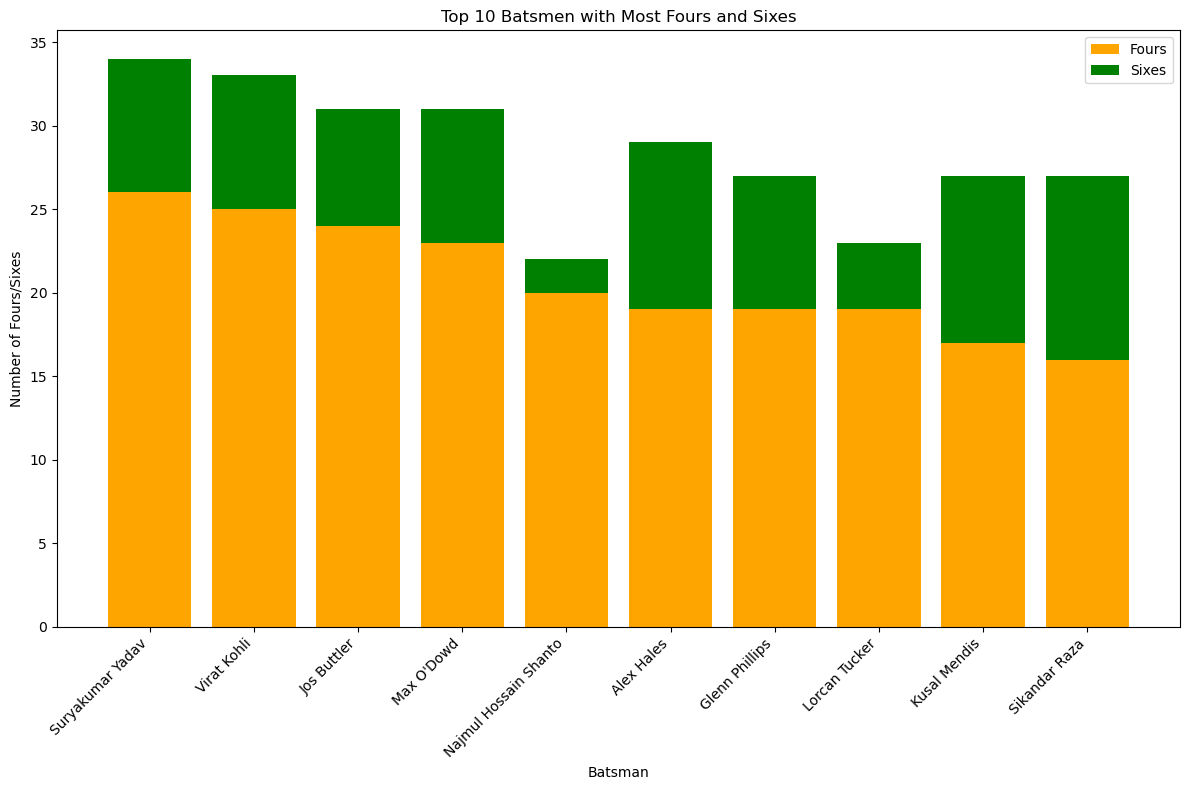 Top 10 Batsmen with Most Fours and Sixes
Fours
Sixes
Number of Fours/Sixes
35
30
25
20
15
10
5
0
Suryakumar Yadav
Virat Kohli
Jos Buttler
Max O'Dowd
Najmul Hossain Shanto
Alex Hales
Glenn Phillips
Lorcan Tucker
Kusal Mendis
Sikandar Raza
Batsman